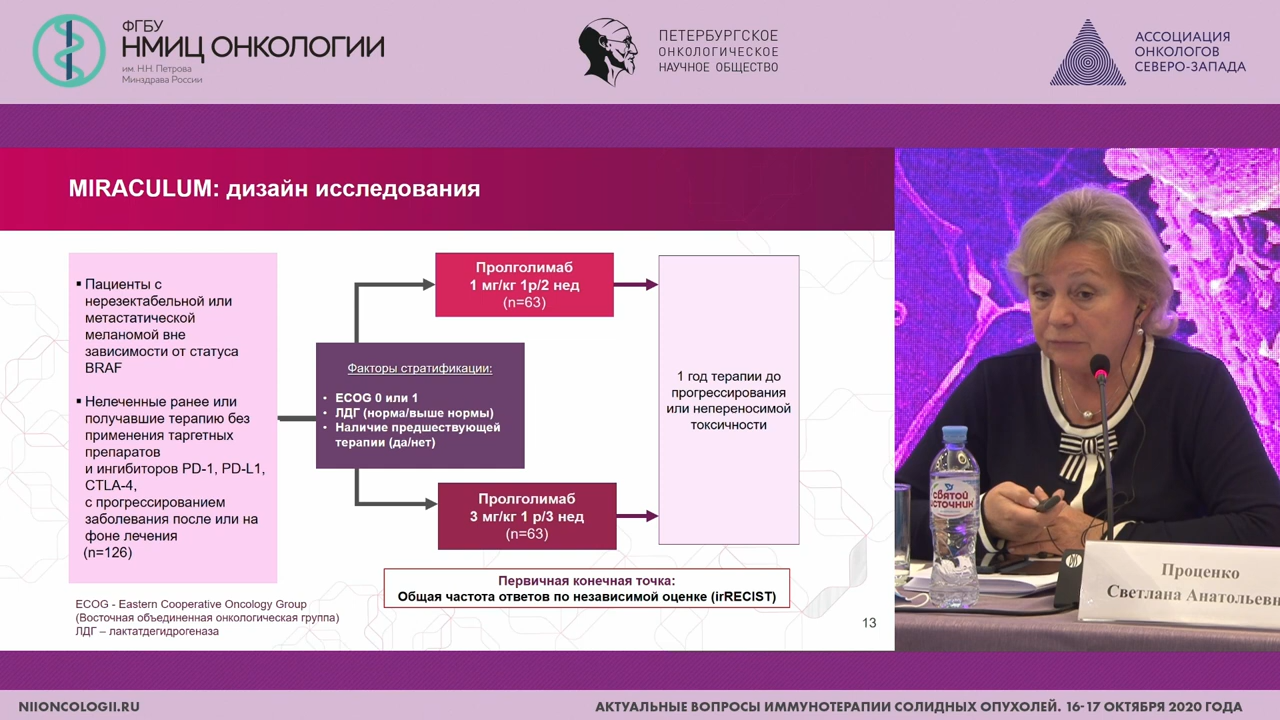 ФГБУ
НМИЦ ОНКОЛОГИИ
им. Н.Н. Петрова
Минздрава России
ПЕТЕРБУРГСКОЕ
ОНКОЛОГИЧЕСКОЕ
НАУЧНОЕ ОБЩЕСТВО
АССОЦИАЦИЯ
ОНКОЛОГОВ
СЕВЕРО-ЗАПАДА
MIRACULUM: дизайн исследования
▪ Пациенты с
нерезектабельной или
метастатической
меланомой вне
зависимости от статуса
BRAF
▪ Нелеченные ранее или
получавшие терапию без
применения таргетных
препаратов
и ингибиторов PD-1, PD-L1,
CTLA-4,
с прогрессированием
заболевания после или на
фоне лечения
(n=126)
Факторы стратификации:
• ECOG 0 или 1
• ЛДГ (норма/выше нормы)
• Наличие предшествующей
терапии (да/нет)
Пролголимаб
1 мг/кг 1р/2 нед
(n=63)
Пролголимаб
3 мг/кг 1 р/3 нед
(n=63)
1 год терапии до
прогрессирования
или непереносимой
токсичности
Первичная конечная точка:
Общая частота ответов по независимой оценке (irRECIST)
ECOG - Eastern Cooperative Oncology Group
(Восточная объединенная онкологическая группа)
ЛДГ – лактатдегидрогеназа
13
СВЯТОЙ
ИСТОЧНИК
Проценко
Светлана Анатольевн
NIIONCOLOGII.RU
АКТУАЛЬНЫЕ ВОПРОСЫ ИММУНОТЕРАПИИ СОЛИДНЫХ ОПУХОЛЕЙ. 16-17 ОКТЯБРЯ 2020 ГОДА